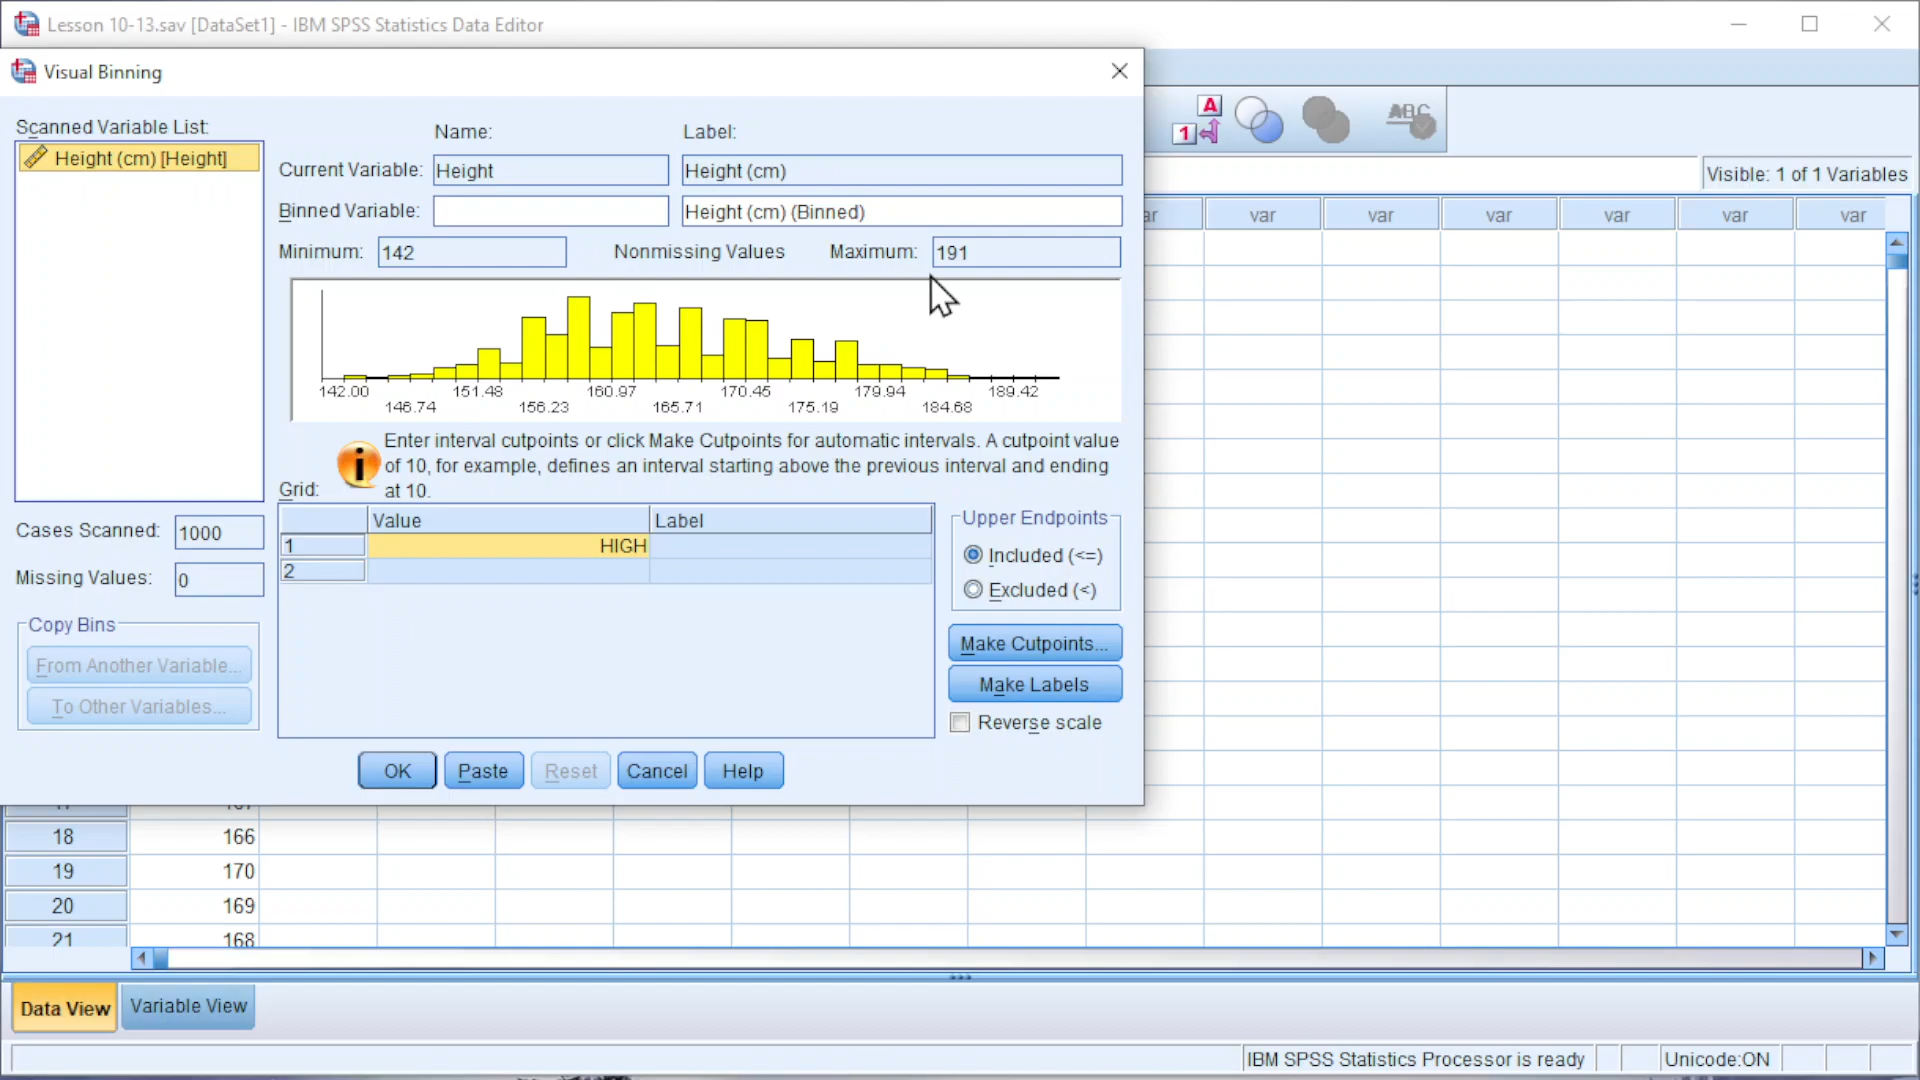 Lesson 10-13.sav [DataSet1] - IBM SPSS Statistics Data Editor
Visual Binning
Scanned Variable List:
Height (cm) [Height]
Name:
Label:
Current Variable:
Height
Height (cm)
Binned Variable:
Height (cm) (Binned)
Minimum:
142
Nonmissing Values
Maximum:
191
142.00
146.74
151.48
156.23
160.97
165.71
170.45
175.19
179.94
184.68
189.42
Enter interval cutpoints or click Make Cutpoints for automatic intervals. A cutpoint value
of 10, for example, defines an interval starting above the previous interval and ending
at 10.
Grid:
Value
Label
1
HIGH
2
Cases Scanned:
1000
Missing Values:
0
Copy Bins
From Another Variable...
To Other Variables...
Upper Endpoints
Included (<=)
Excluded (<)
Make Cutpoints...
Make Labels
Reverse scale
OK
Paste
Reset
Cancel
Help
A
1
ABC
Visible: 1 of 1 Variables
var
var
var
var
var
var
18
166
19
170
20
169
21
168
Data View
Variable View
IBM SPSS Statistics Processor is ready
Unicode:ON